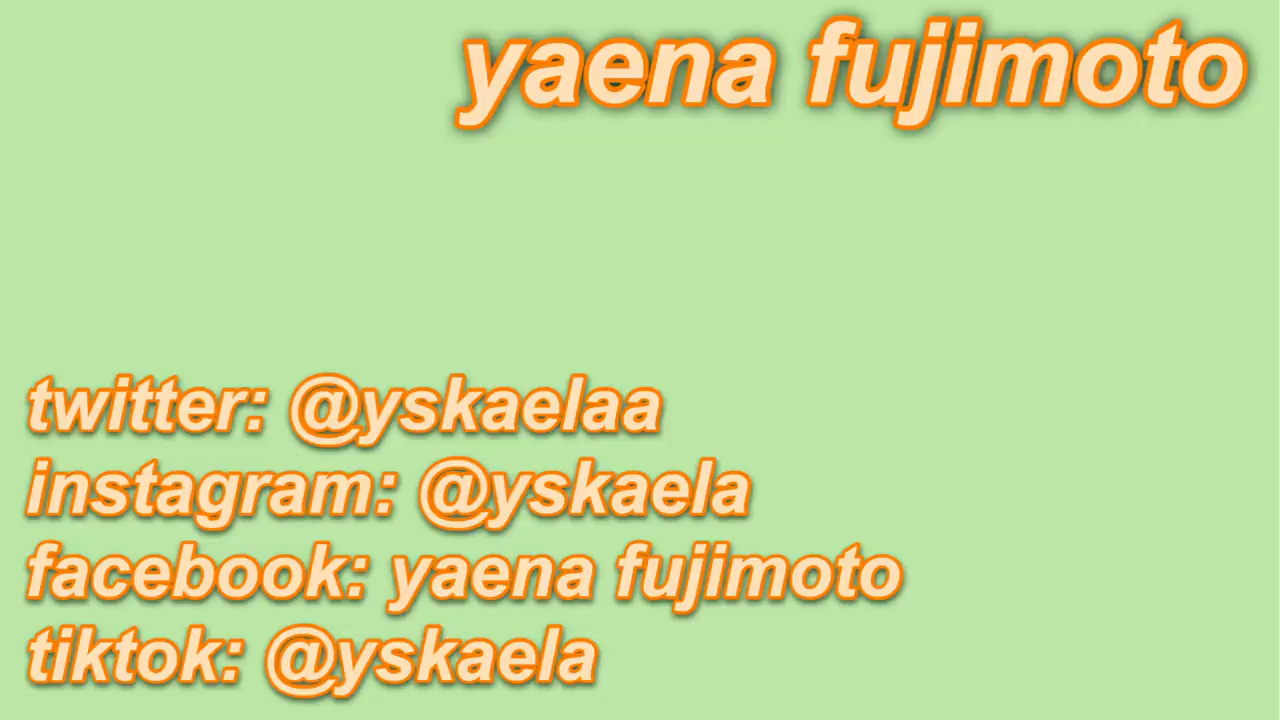 yaena fujimoto
twitter: @yskaelaa
instagram: @yskaela
facebook: yaena fujimoto
tiktok: @yskaela